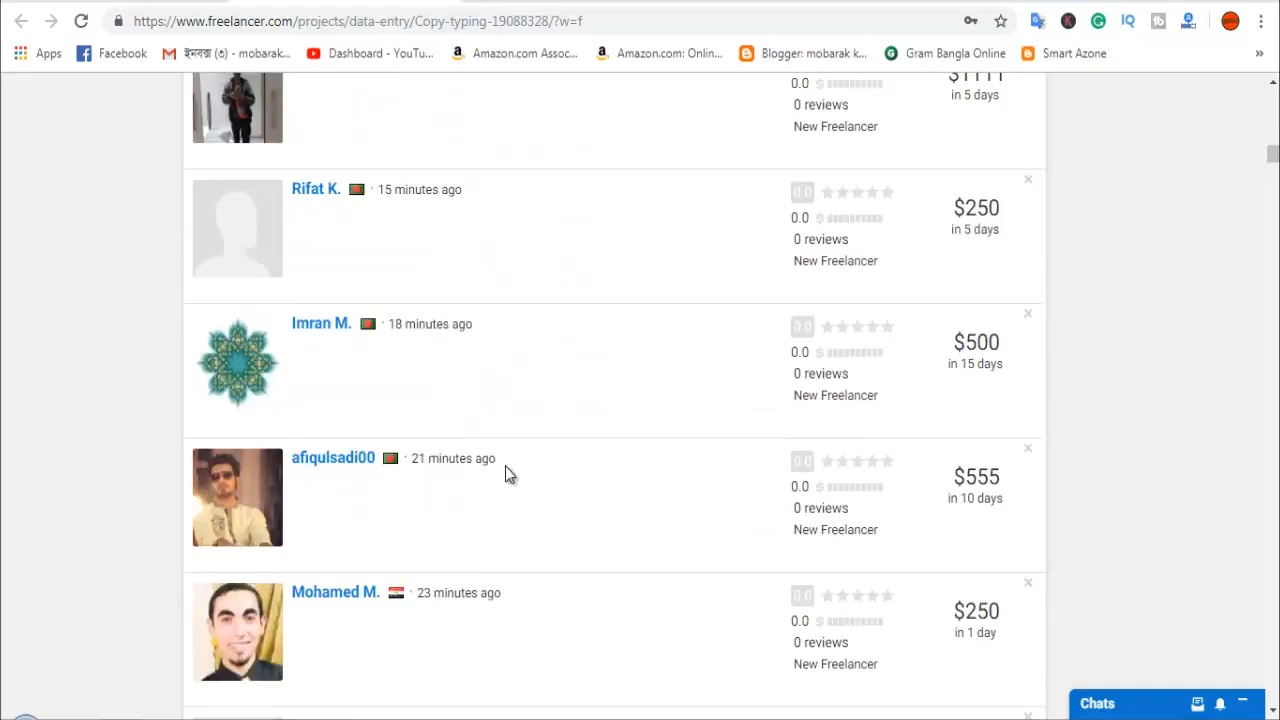 https://www.freelancer.com/projects/data-entry/Copy-typing-19088328/?w=f
Apps Facebook ইনবক্স (৩) - mobarak... Dashboard - YouTu... Amazon.com Assoc... Amazon.com: Onlin... Blogger: mobarak k... Gram Bangla Online Smart Azone »
$1111
0.0
in 5 days
0 reviews
New Freelancer
Rifat K. · 15 minutes ago
0.0
$250
0.0
in 5 days
0 reviews
New Freelancer
Imran M. · 18 minutes ago
0.0
$500
0.0
in 15 days
0 reviews
New Freelancer
afiqulsadi00 · 21 minutes ago
0.0
$555
0.0
in 10 days
0 reviews
New Freelancer
Mohamed M. · 23 minutes ago
0.0
$250
0.0
in 1 day
0 reviews
New Freelancer
Chats